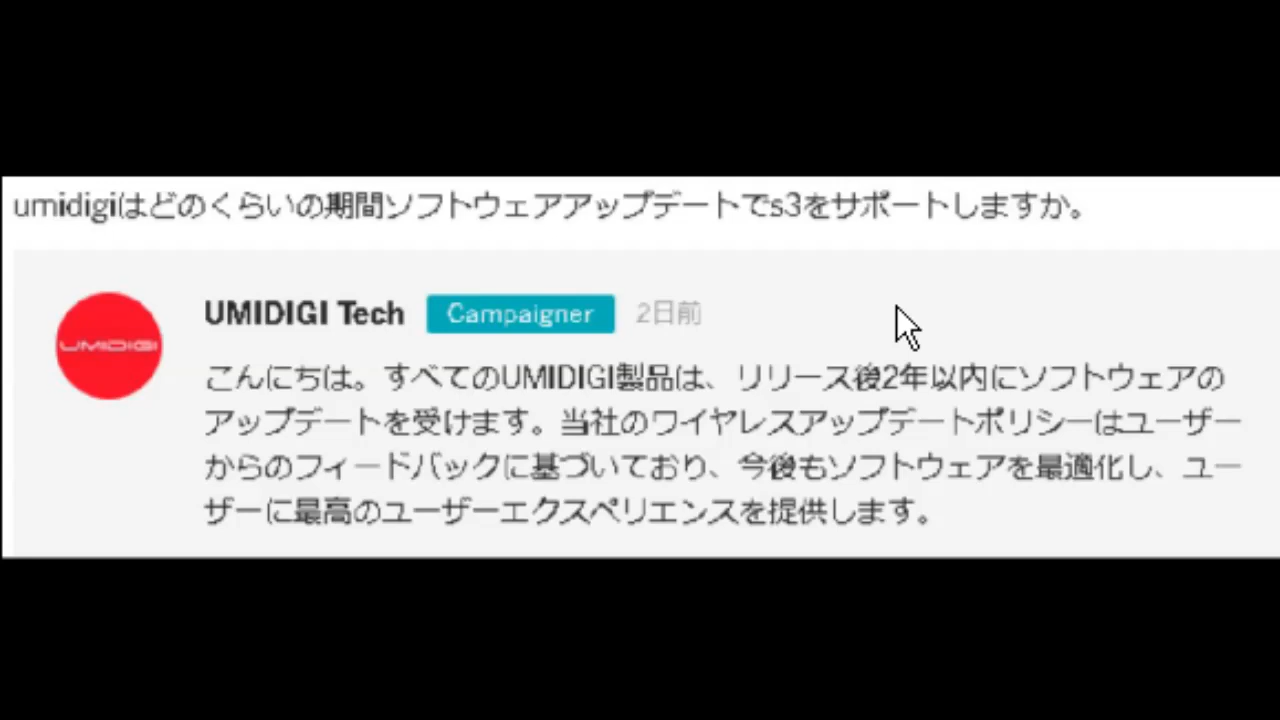 umidigiはどのくらいの期間ソフトウェアアップデートでs3をサポートしますか。
UMIDIGI
UMIDIGI Tech Campaigner 2日前
こんにちは。すべてのUMIDIGI製品は、リリース後2年以内にソフトウェアの
アップデートを受けます。当社のワイヤレスアップデートポリシーはユーザー
からのフィードバックに基づいており、今後もソフトウェアを最適化し、ユー
ザーに最高のユーザーエクスペリエンスを提供します。